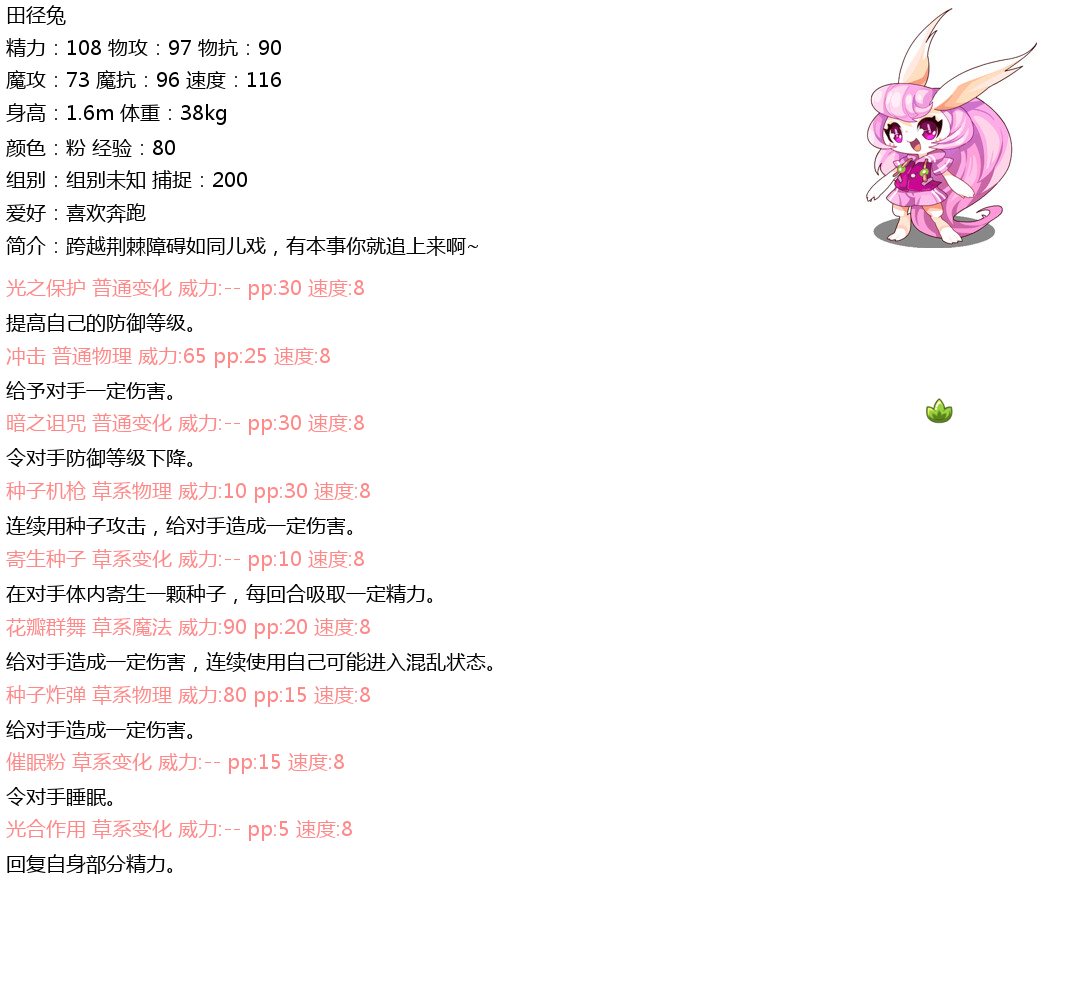 田径兔
精力：108 物攻：97 物抗：90
魔攻：73 魔抗：96 速度：116
身高：1.6m 体重：38kg
颜色：粉 经验：80
组别：组别未知 捕捉：200
爱好：喜欢奔跑
简介：跨越荆棘障碍如同儿戏，有本事你就追上来啊~
光之保护 普通变化 威力:-- pp:30 速度:8
提高自己的防御等级。
冲击 普通物理 威力:65 pp:25 速度:8
给予对手一定伤害。
暗之诅咒 普通变化 威力:-- pp:30 速度:8
令对手防御等级下降。
种子机枪 草系物理 威力:10 pp:30 速度:8
连续用种子攻击，给对手造成一定伤害。
寄生种子 草系变化 威力:-- pp:10 速度:8
在对手体内寄生一颗种子，每回合吸取一定精力。
花瓣群舞 草系魔法 威力:90 pp:20 速度:8
给对手造成一定伤害，连续使用自己可能进入混乱状态。
种子炸弹 草系物理 威力:80 pp:15 速度:8
给对手造成一定伤害。
催眠粉 草系变化 威力:-- pp:15 速度:8
令对手睡眠。
光合作用 草系变化 威力:-- pp:5 速度:8
回复自身部分精力。